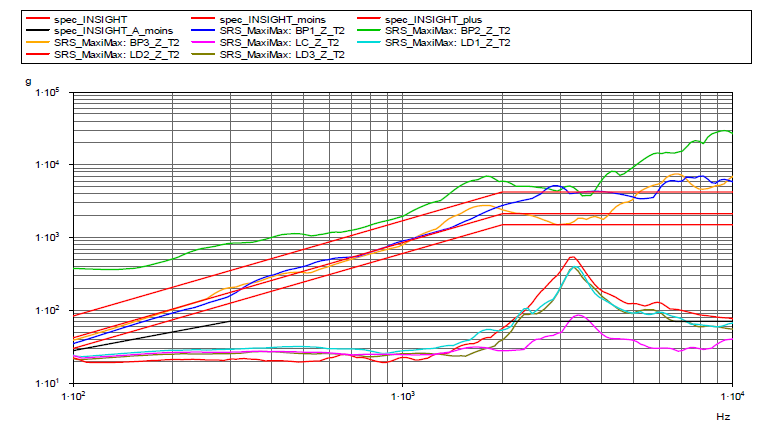 spec_INSIGHT spec_INSIGHT_moins spec_INSIGHT_plus
spec_INSIGHT_A_moins SRS_MaxiMax: BP1_Z_T2 SRS_MaxiMax: BP2_Z_T2
SRS_MaxiMax: BP3_Z_T2 SRS_MaxiMax: LC_Z_T2 SRS_MaxiMax: LD1_Z_T2
SRS_MaxiMax: LD2_Z_T2 SRS_MaxiMax: LD3_Z_T2
g
1·10⁵
1·10⁴
1·10³
1·10²
1·10¹
1·10² 1·10³ 1·10⁴
Hz